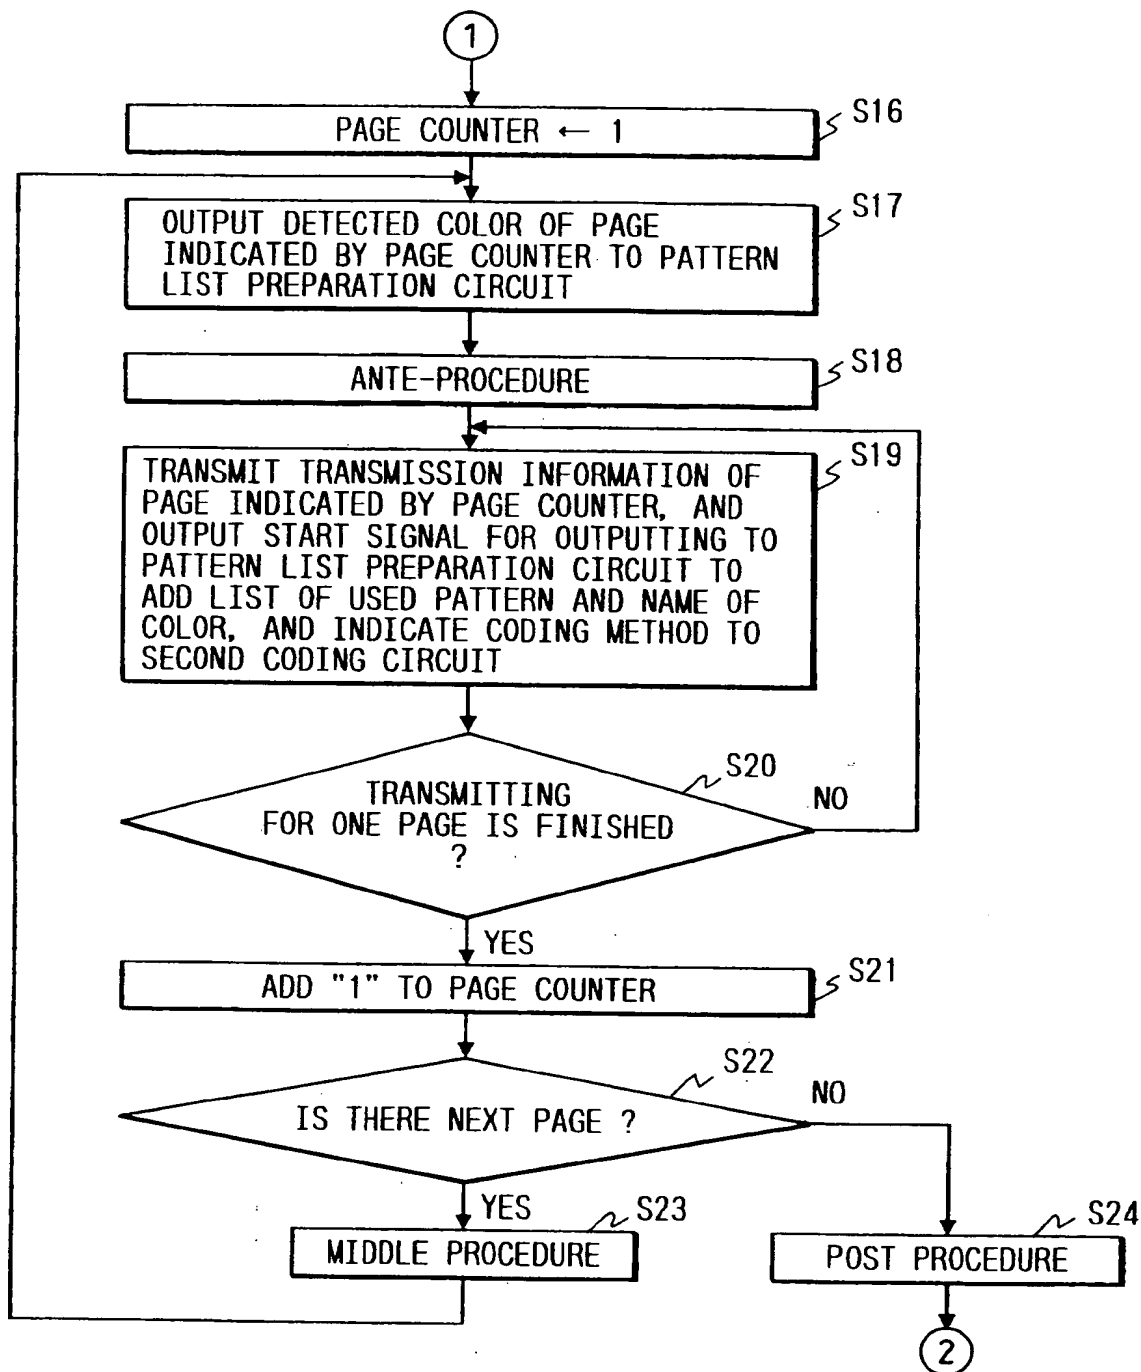 1
PAGE COUNTER ← 1
S16
OUTPUT DETECTED COLOR OF PAGE
INDICATED BY PAGE COUNTER TO PATTERN
LIST PREPARATION CIRCUIT
S17
ANTE-PROCEDURE
S18
TRANSMIT TRANSMISSION INFORMATION OF
PAGE INDICATED BY PAGE COUNTER, AND
OUTPUT START SIGNAL FOR OUTPUTTING TO
PATTERN LIST PREPARATION CIRCUIT TO
ADD LIST OF USED PATTERN AND NAME OF
COLOR, AND INDICATE CODING METHOD TO
SECOND CODING CIRCUIT
S19
TRANSMITTING
FOR ONE PAGE IS FINISHED
?
S20
NO
YES
ADD "1" TO PAGE COUNTER
S21
IS THERE NEXT PAGE ?
S22
NO
YES
MIDDLE PROCEDURE
S23
POST PROCEDURE
S24
2